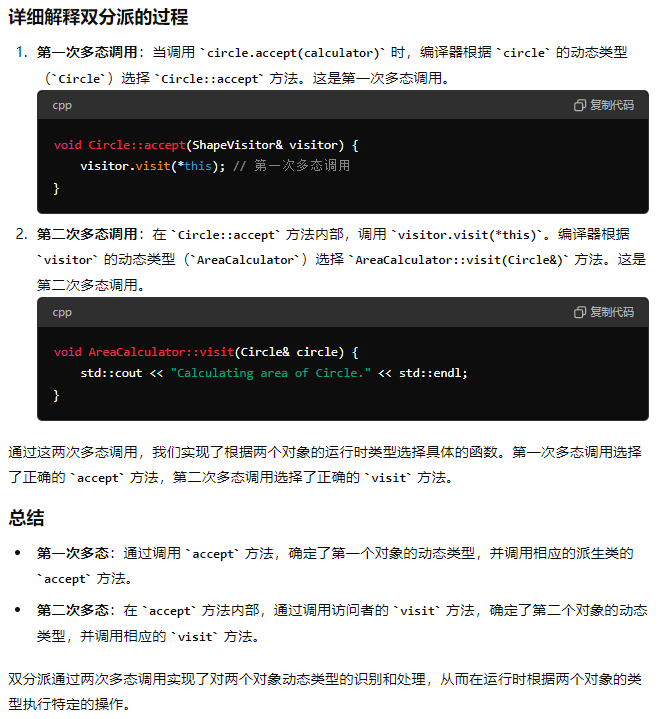 详细解释双分派的过程
1. 第一次多态调用：当调用 `circle.accept(calculator)` 时，编译器根据 `circle` 的动态类型
（`Circle`）选择 `Circle::accept` 方法。这是第一次多态调用。
cpp 复制代码
void Circle::accept(ShapeVisitor& visitor) {
    visitor.visit(*this); // 第一次多态调用
}
2. 第二次多态调用：在 `Circle::accept` 方法内部，调用 `visitor.visit(*this)`。编译器根据
`visitor` 的动态类型（`AreaCalculator`）选择 `AreaCalculator::visit(Circle&)` 方法。这是
第二次多态调用。
cpp 复制代码
void AreaCalculator::visit(Circle& circle) {
    std::cout << "Calculating area of Circle." << std::endl;
}
通过这两次多态调用，我们实现了根据两个对象的运行时类型选择具体的函数。第一次多态调用选择
了正确的 `accept` 方法，第二次多态调用选择了正确的 `visit` 方法。
总结
• 第一次多态：通过调用 `accept` 方法，确定了第一个对象的动态类型，并调用相应的派生类的
`accept` 方法。
• 第二次多态：在 `accept` 方法内部，通过调用访问者的 `visit` 方法，确定了第二个对象的动态
类型，并调用相应的 `visit` 方法。
双分派通过两次多态调用实现了对两个对象动态类型的识别和处理，从而在运行时根据两个对象的类
型执行特定的操作。